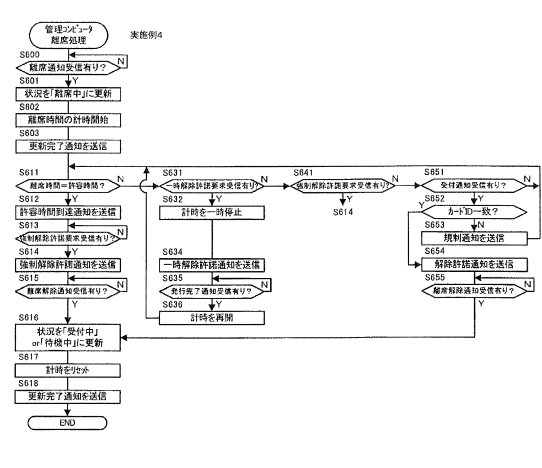 管理コンピュータ
離席処理
実施例4
S600
離席通知受信有り?
N
Y
S601
状況を「離席中」に更新
S602
離席時間の計時開始
S603
更新完了通知を送信
S611
離席時間=許容時間?
N
Y
S612
許容時間到達通知を送信
S613
強制解除許諾要求受信有り?
N
Y
S614
強制解除許諾通知を送信
S615
離席解除通知受信有り?
N
Y
S616
状況を「受付中」
or「待機中」に更新
S617
計時をリセット
S618
更新完了通知を送信
END
S631
一時解除許諾要求受信有り?
N
Y
S632
計時を一時停止
S634
一時解除許諾通知を送信
S635
発行完了通知受信有り?
N
Y
S636
計時を再開
S641
強制解除許諾要求受信有り?
N
Y
S614
S651
受付通知受信有り?
N
Y
S652
カードID一致?
Y
N
S653
規制通知を送信
S654
解除許諾通知を送信
S655
離席解除通知受信有り?
N
Y